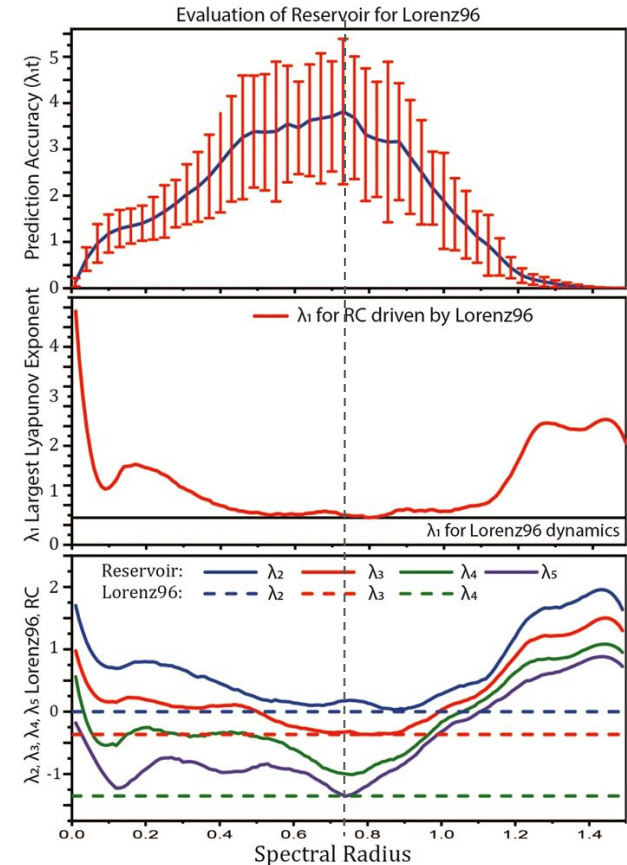 Evaluation of Reservoir for Lorenz96
Prediction Accuracy (λ₁t)
5
4
3
2
1
0
λ₁ for RC driven by Lorenz96
λ₁ Largest Lyapunov Exponent
4
3
2
1
0
λ₁ for Lorenz96 dynamics
Reservoir: λ₂ λ₃ λ₄ λ₅
Lorenz96: λ₂ λ₃ λ₄
λ₂, λ₃, λ₄, λ₅ Lorenz96, RC
2
1
0
-1
0.0 0.2 0.4 0.6 0.8 1.0 1.2 1.4
Spectral Radius